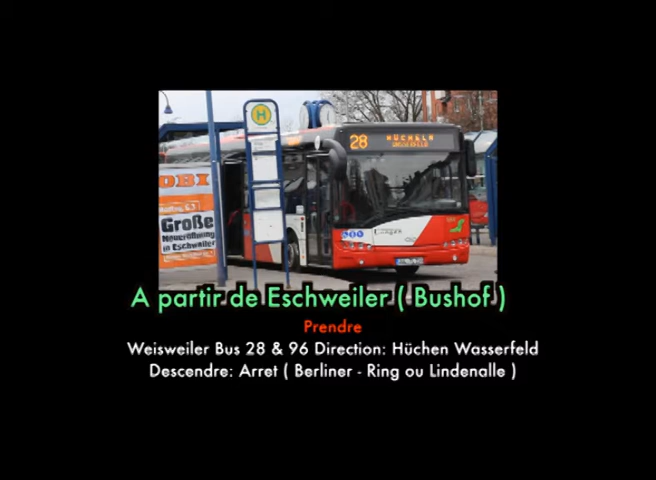 H
28 HÜCHELN
WASSERFELD
OBI
Große
Neueröffnung
in Eschweiler
A partir de Eschweiler ( Bushof )
Prendre
Weisweiler Bus 28 & 96 Direction: Hüchen Wasserfeld
Descendre: Arret ( Berliner - Ring ou Lindenalle )